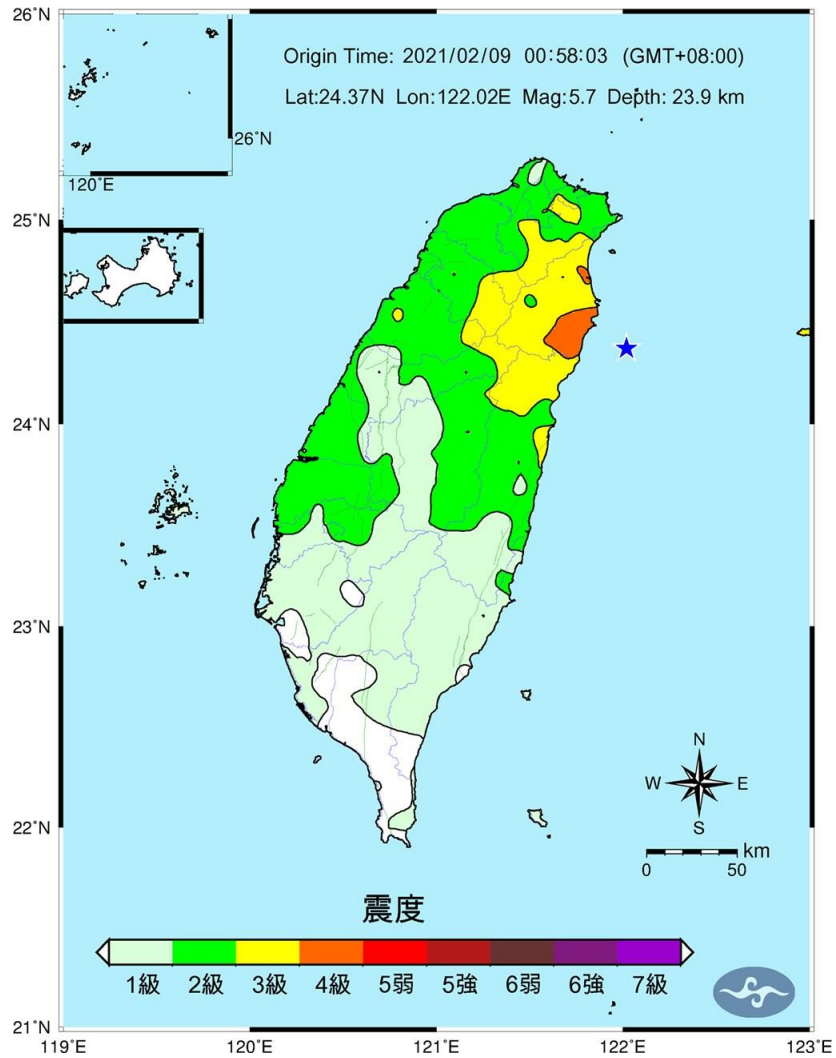 26°N
Origin Time: 2021/02/09 00:58:03 (GMT+08:00)
Lat:24.37N Lon:122.02E Mag:5.7 Depth: 23.9 km
26°N
120°E
25°N
24°N
23°N
N
W E
S
22°N
km
0 50
震度
1級 2級 3級 4級 5弱 5強 6弱 6強 7級
21°N
119°E 120°E 121°E 122°E 123°E